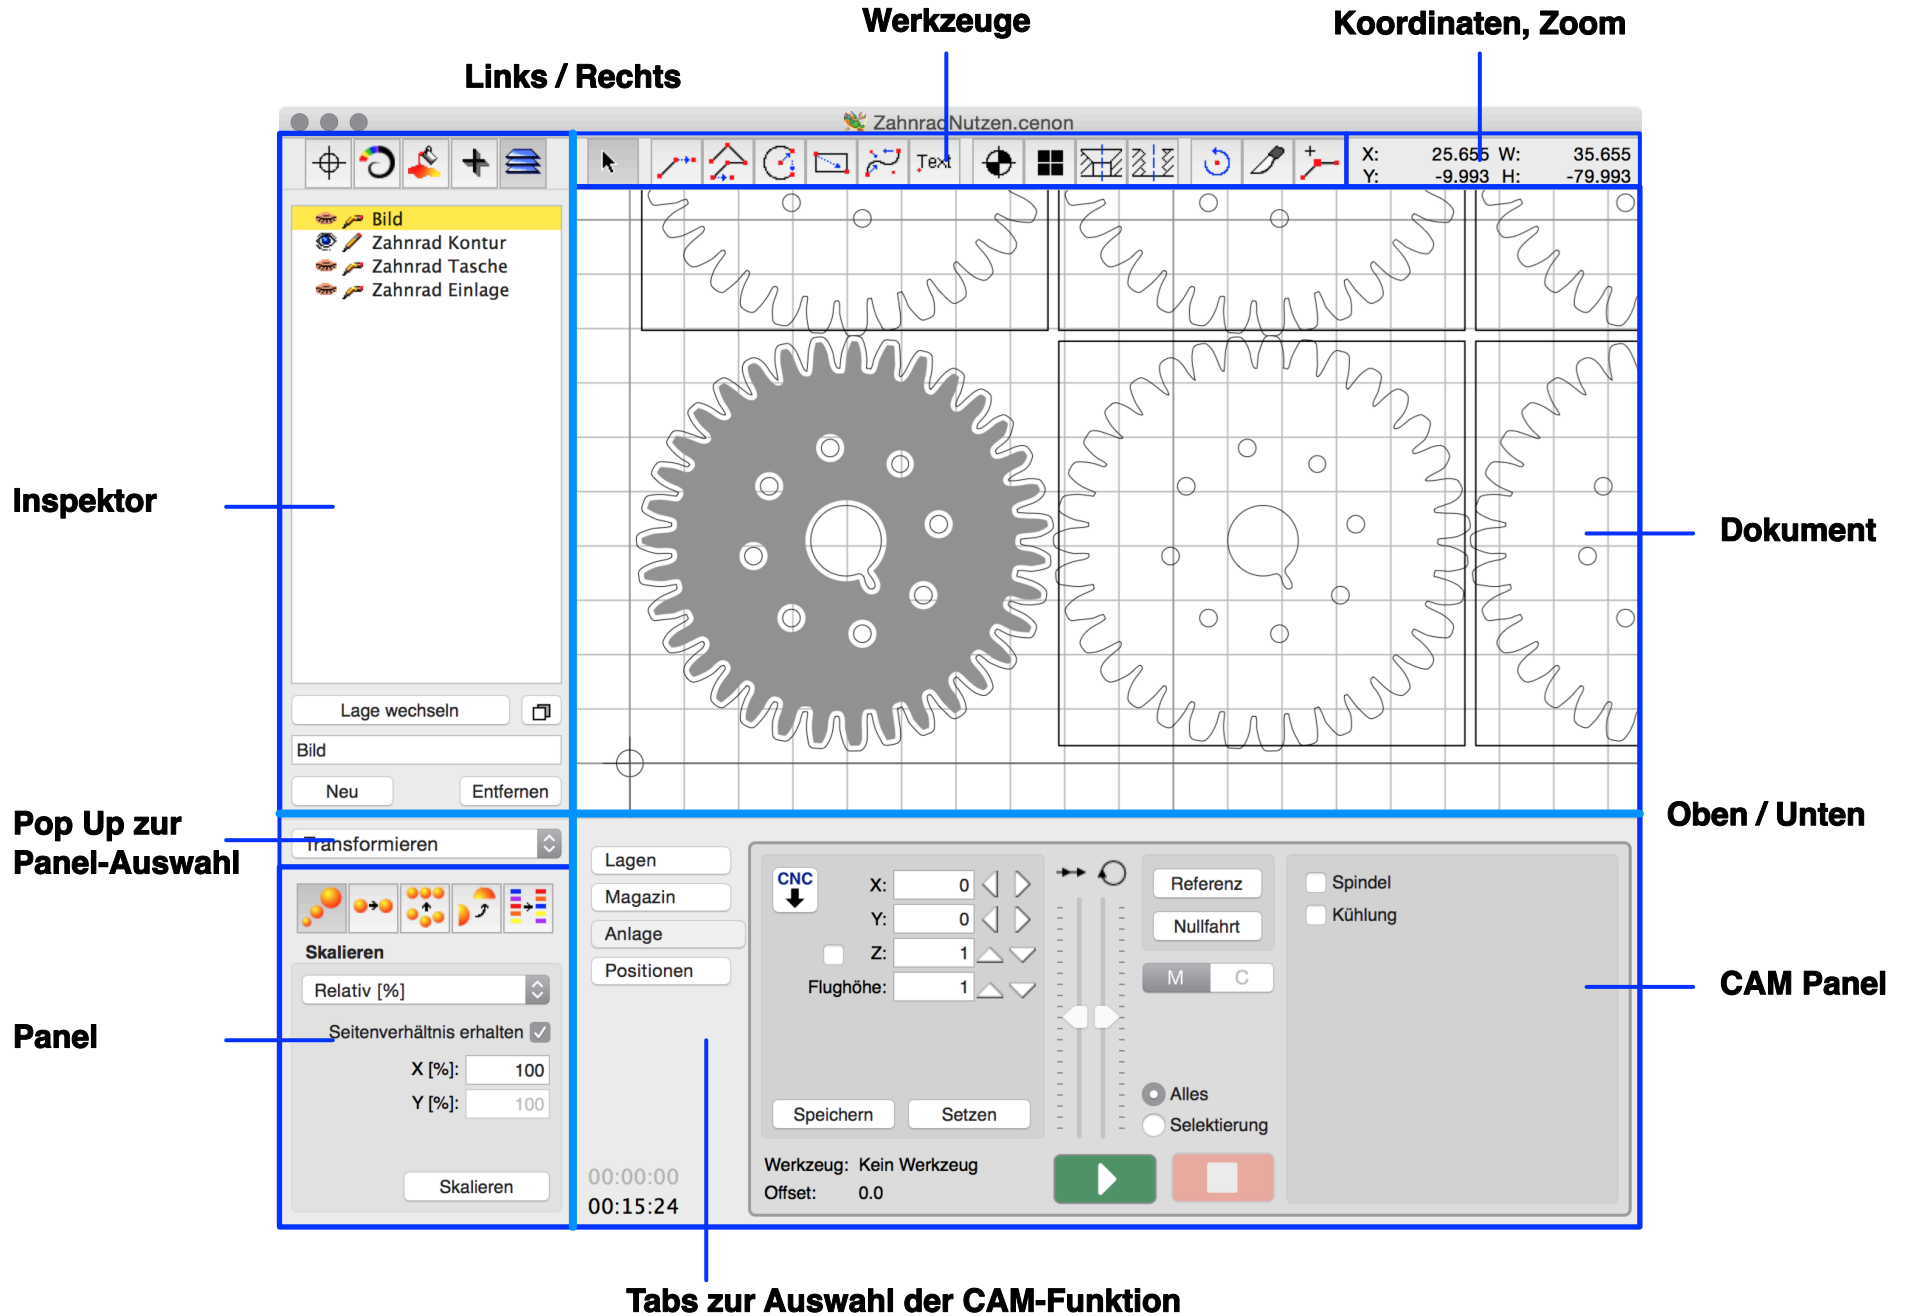 Werkzeuge
Koordinaten, Zoom
Links / Rechts
ZahnradNutzen.cenon
Text
X: 25.655 W: 35.655
Y: -9.993 H: -79.993
Bild
Zahnrad Kontur
Zahnrad Tasche
Zahnrad Einlage
Inspektor
Dokument
Lage wechseln
Bild
Neu
Entfernen
Pop Up zur
Panel-Auswahl
Oben / Unten
Transformieren
Skalieren
Relativ [%]
Seitenverhältnis erhalten
X [%]: 100
Y [%]: 100
Skalieren
Panel
Lagen
Magazin
Anlage
Positionen
00:00:00
00:15:24
CNC
X: 0
Y: 0
Z: 1
Flughöhe: 1
Speichern
Setzen
Werkzeug: Kein Werkzeug
Offset: 0.0
Referenz
Nullfahrt
M C
Alles
Selektierung
Spindel
Kühlung
CAM Panel
Tabs zur Auswahl der CAM-Funktion